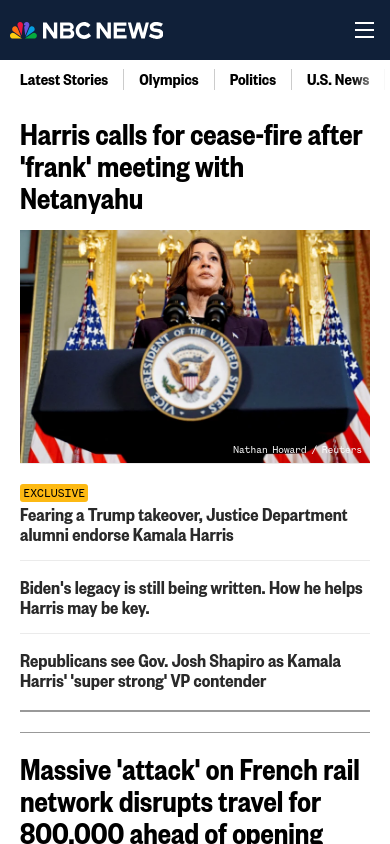 NBC NEWS
Latest Stories
Olympics
Politics
U.S. News
Harris calls for cease-fire after
'frank' meeting with
Netanyahu
VICE PRESIDENT OF THE UNITED STATES
Nathan Howard / Reuters
EXCLUSIVE
Fearing a Trump takeover, Justice Department
alumni endorse Kamala Harris
Biden's legacy is still being written. How he helps
Harris may be key.
Republicans see Gov. Josh Shapiro as Kamala
Harris' 'super strong' VP contender
Massive 'attack' on French rail
network disrupts travel for
800,000 ahead of opening